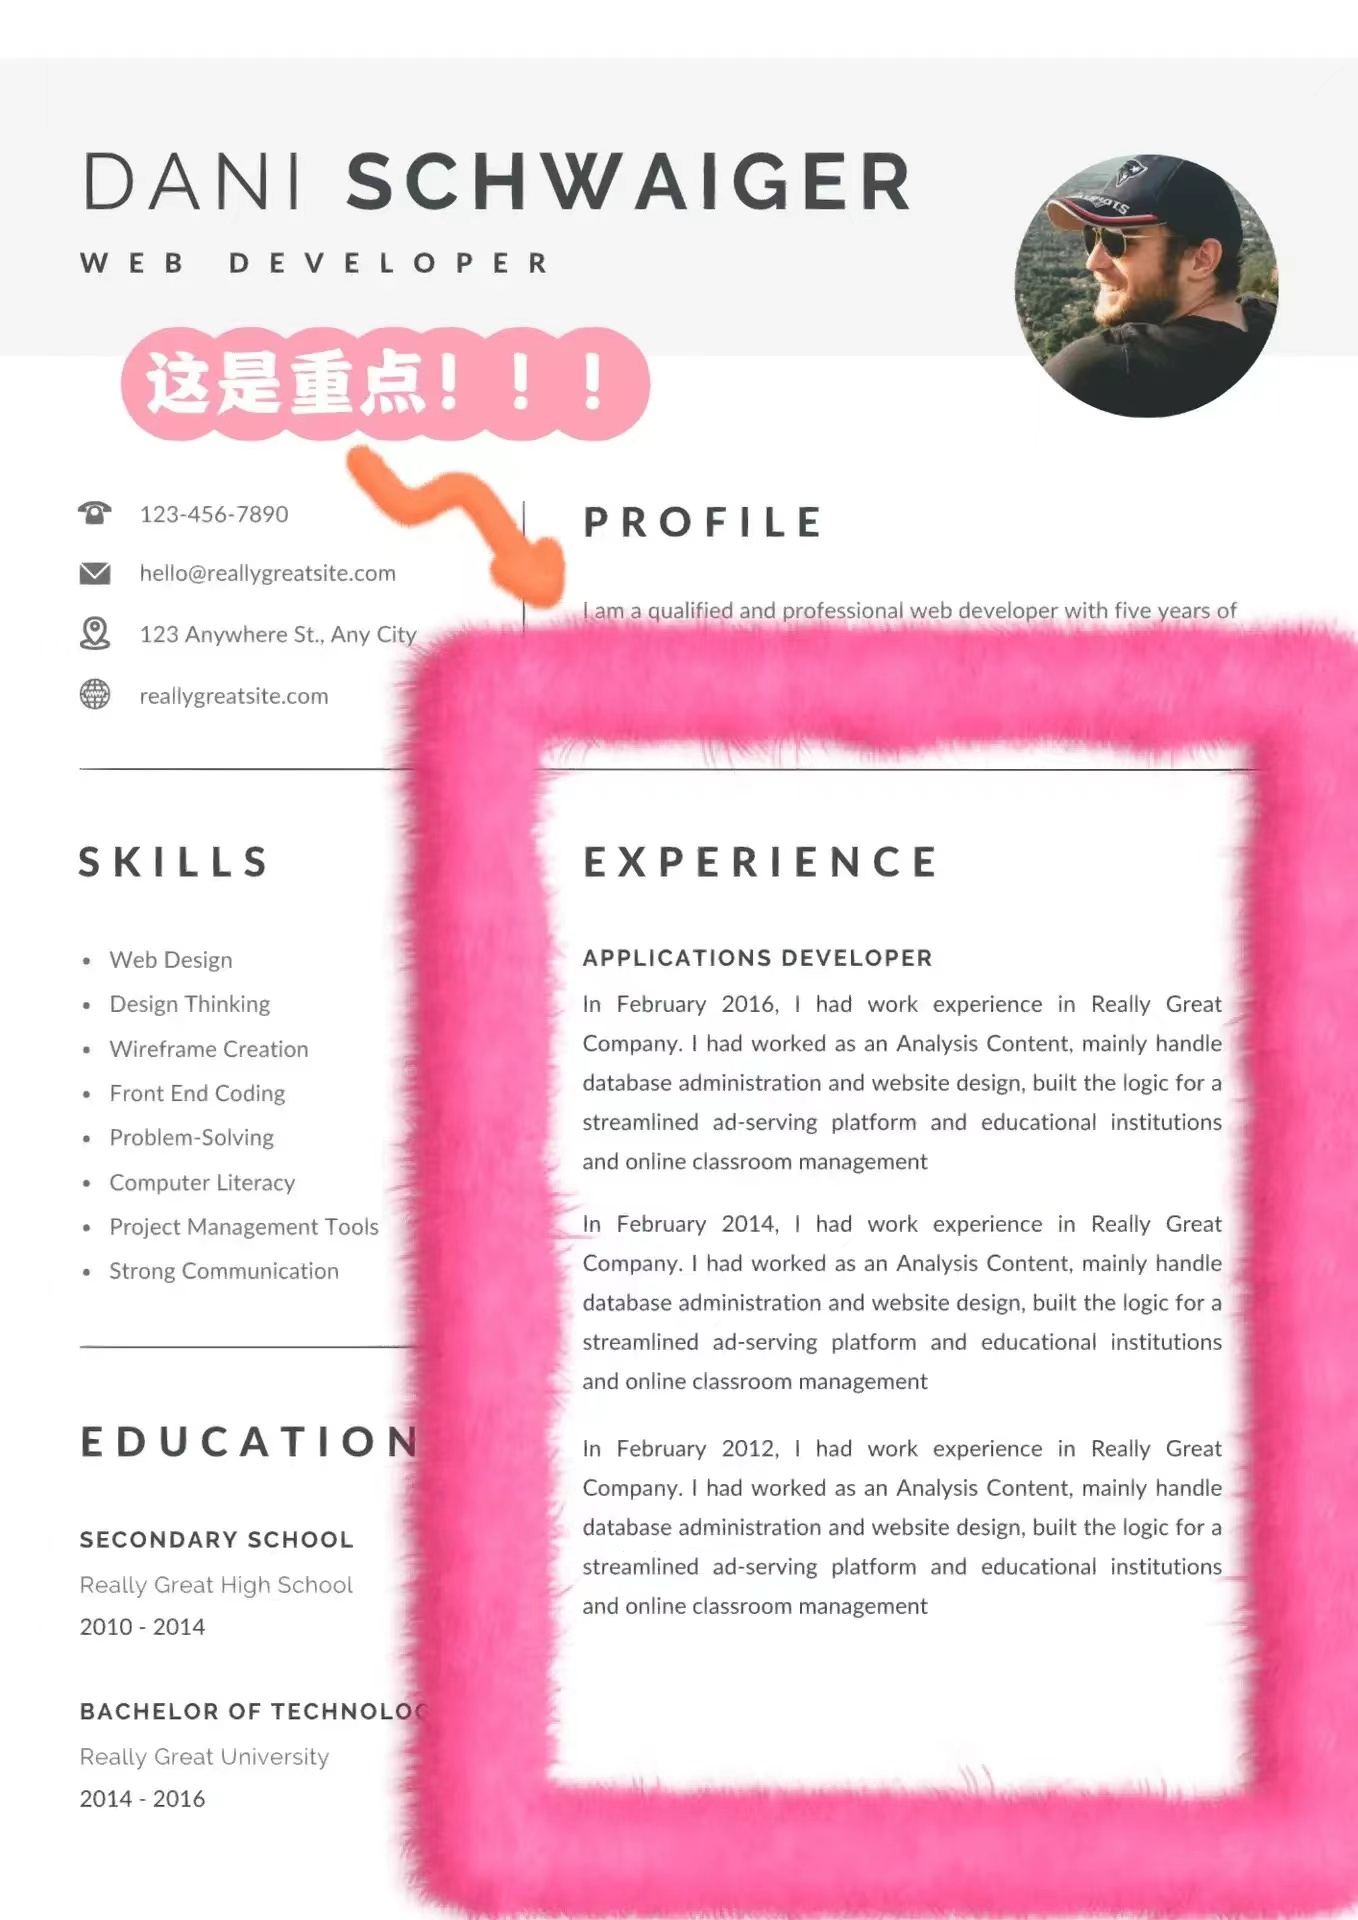 DANI SCHWAIGER
WEB DEVELOPER
这是重点！！！
123-456-7890
hello@reallygreatsite.com
123 Anywhere St., Any City
reallygreatsite.com
PROFILE
I am a qualified and professional web developer with five years of
SKILLS
• Web Design
• Design Thinking
• Wireframe Creation
• Front End Coding
• Problem-Solving
• Computer Literacy
• Project Management Tools
• Strong Communication
EDUCATION
SECONDARY SCHOOL
Really Great High School
2010 - 2014
BACHELOR OF
Really Great University
2014 - 2016
EXPERIENCE
APPLICATIONS DEVELOPER
In February 2016, I had work experience in Really Great
Company. I had worked as an Analysis Content, mainly handle
database administration and website design, built the logic for a
streamlined ad-serving platform and educational institutions
and online classroom management
In February 2014, I had work experience in Really Great
Company. I had worked as an Analysis Content, mainly handle
database administration and website design, built the logic for a
streamlined ad-serving platform and educational institutions
and online classroom management
In February 2012, I had work experience in Really Great
Company. I had worked as an Analysis Content, mainly handle
database administration and website design, built the logic for a
streamlined ad-serving platform and educational institutions
and online classroom management